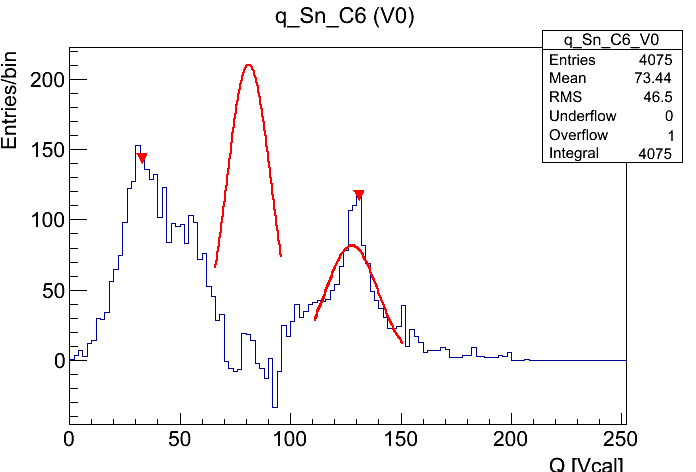 q_Sn_C6 (V0)
q_Sn_C6_V0
Entries 4075
Mean 73.44
RMS 46.5
Underflow 0
Overflow 1
Integral 4075
Entries/bin
200
150
100
50
0
0 50 100 150 200 250
Q [Vcal]